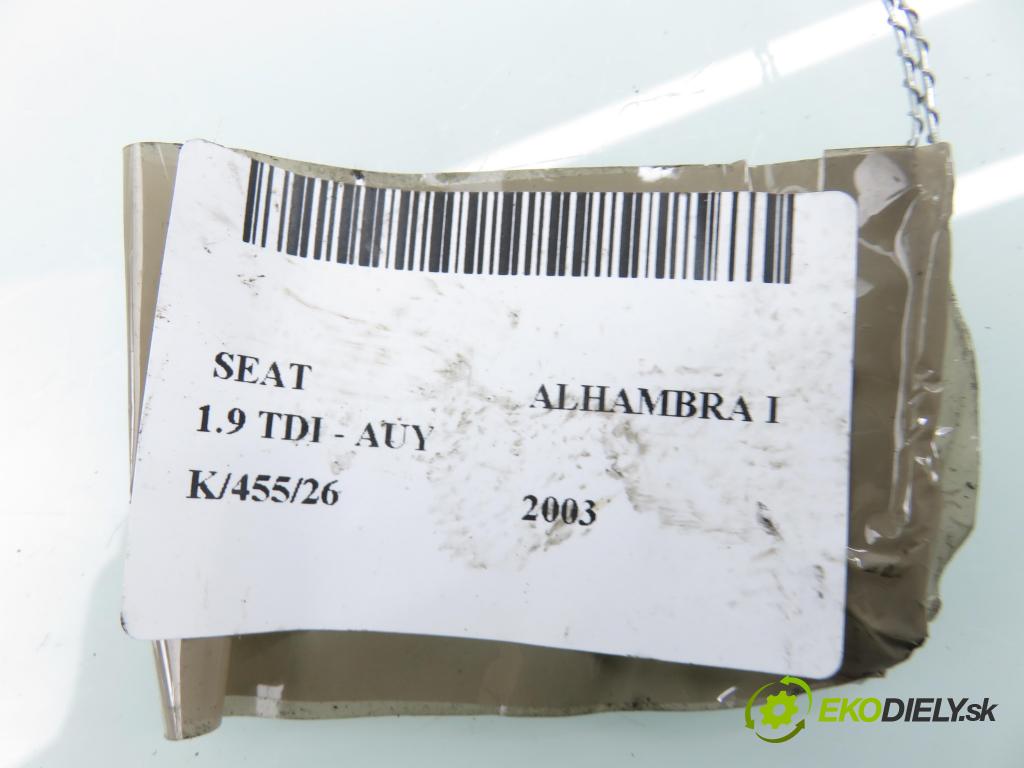 SEAT ALHAMBRA I
1.9 TDI - AUY
K/455/26 2003
EKODIELY.sk